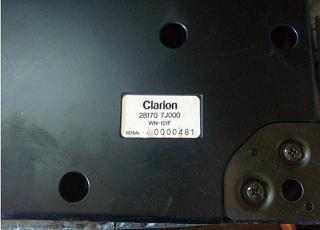 Clarion
28170 7J000
WN-101F
SERIAL - 0000481